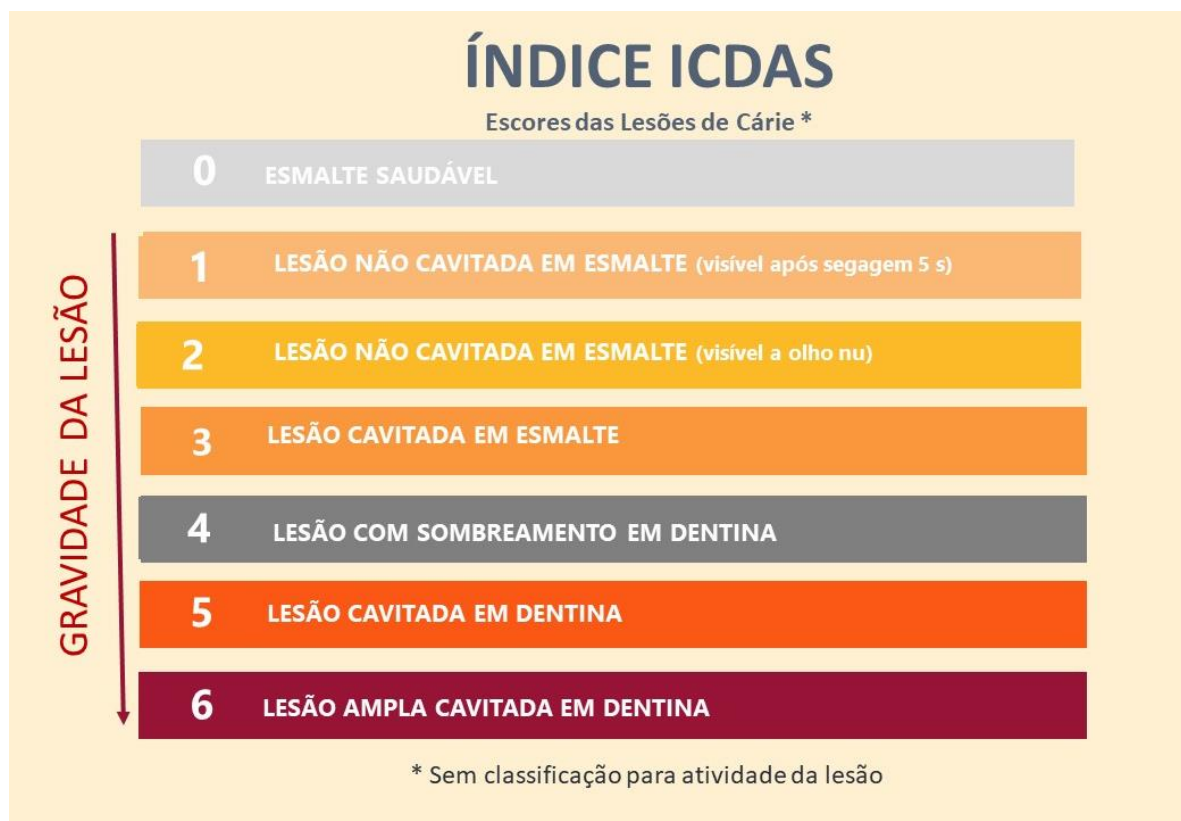 ÍNDICE ICDAS
Escores das Lesões de Cárie *
0 ESMALTE SAUDÁVEL
GRAVIDADE DA LESÃO
1 LESÃO NÃO CAVITADA EM ESMALTE (visível após segagem 5 s)
2 LESÃO NÃO CAVITADA EM ESMALTE (visível a olho nu)
3 LESÃO CAVITADA EM ESMALTE
4 LESÃO COM SOMBREAMENTO EM DENTINA
5 LESÃO CAVITADA EM DENTINA
6 LESÃO AMPLA CAVITADA EM DENTINA
* Sem classificação para atividade da lesão